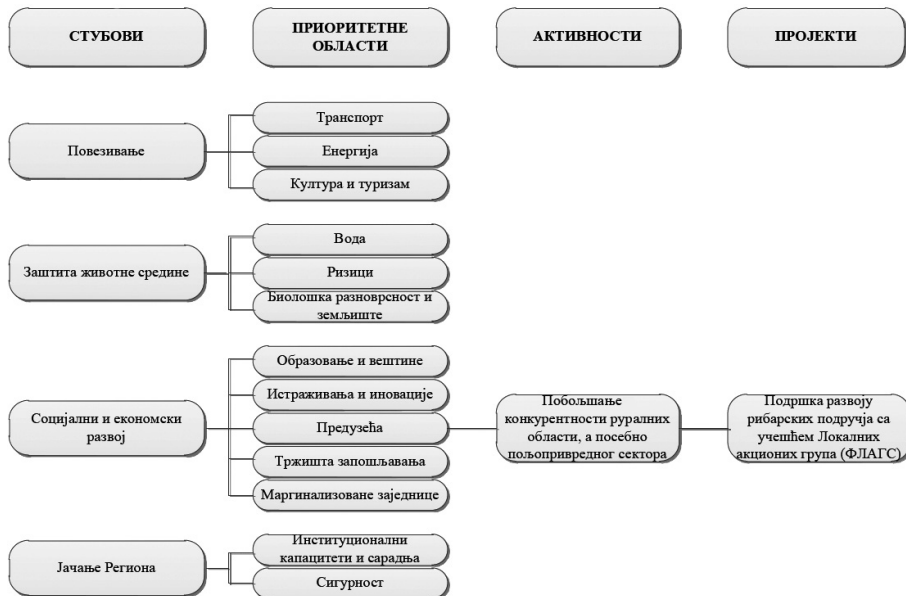 СТУБОВИ
ПРИОРИТЕТНЕ
ОБЛАСТИ
АКТИВНОСТИ
ПРОЈЕКТИ
Повезивање
Транспорт
Енергија
Култура и туризам
Заштита животне средине
Вода
Ризици
Биолошка разноврсност и
земљиште
Социјални и економски
развој
Образовање и вештине
Истраживања и иновације
Предузећа
Тржишта запошљавања
Маргинализоване заједнице
Побољшање
конкурентности руралних
области, а посебно
пољопривредног сектора
Подршка развоју
рибарских подручја са
учешћем Локалних
акционих група (ФЛАГС)
Јачање Региона
Институционални
капацитети и сарадња
Сигурност